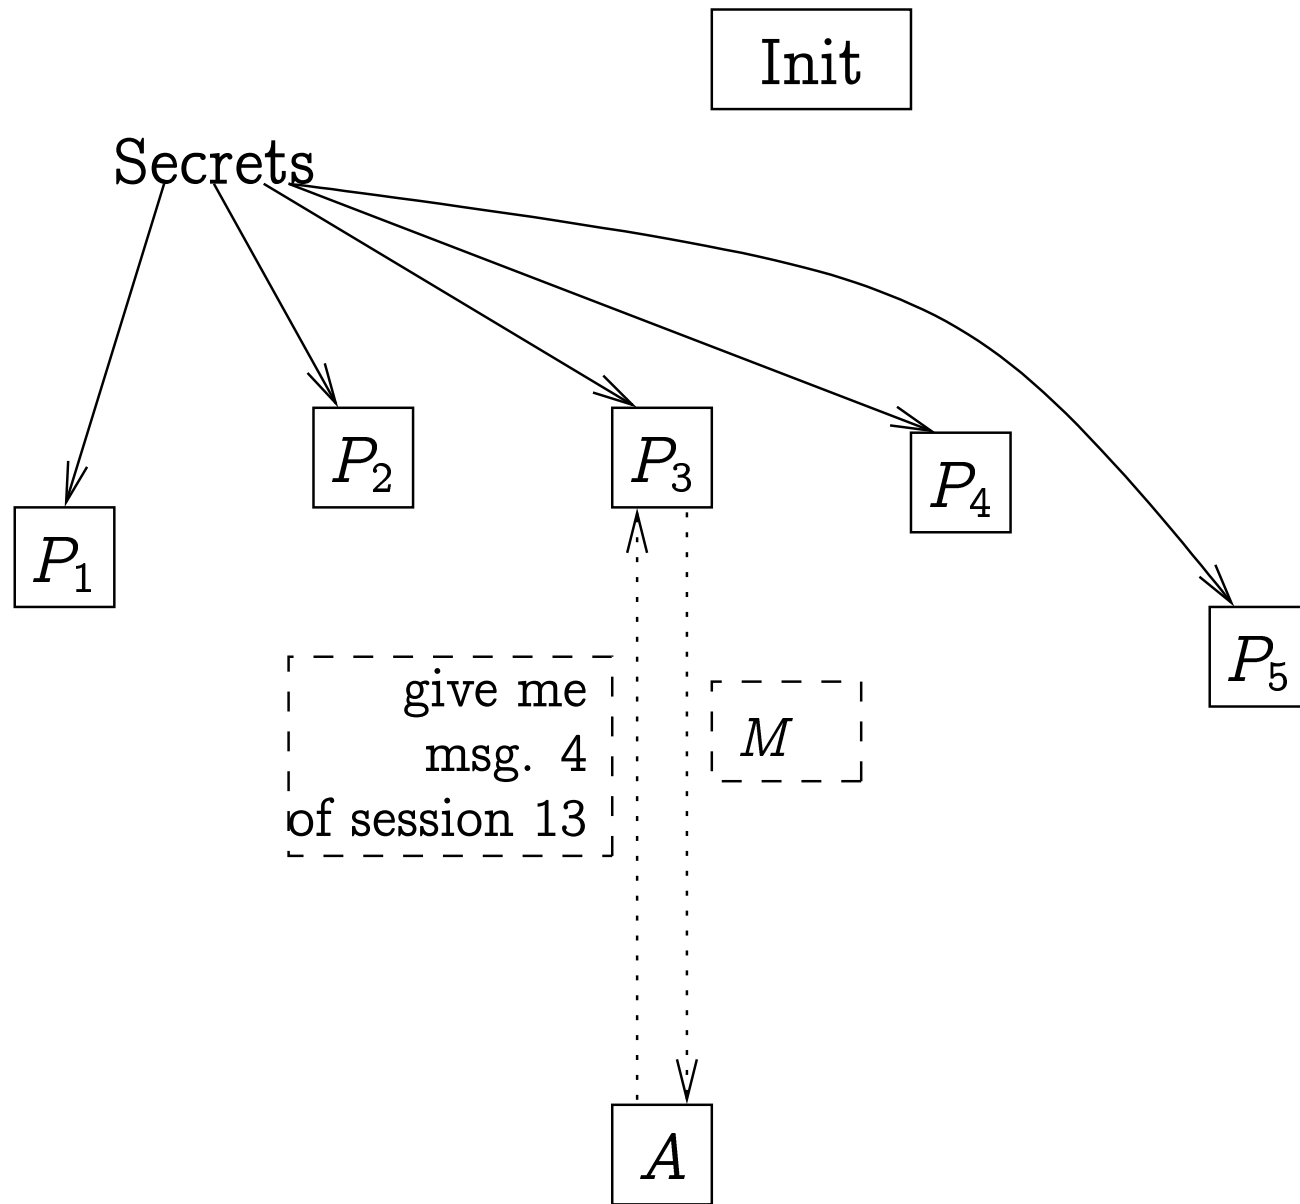 Init
Secrets
P2
P3
P4
P1
P5
give me
msg. 4
of session 13
M
A